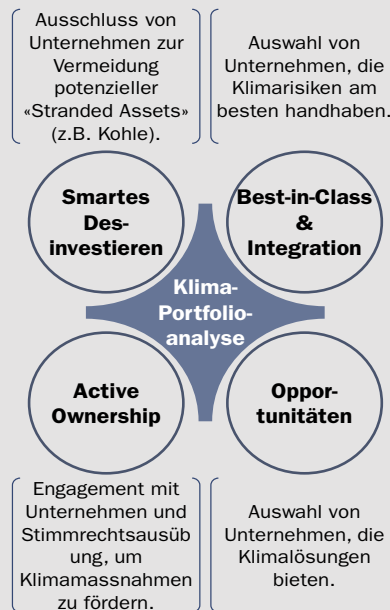 Ausschluss von
Unternehmen zur
Vermeidung
potenzieller
«Stranded Assets»
(z.B. Kohle).
Auswahl von
Unternehmen, die
Klimarisiken am
besten handhaben.
Smartes
Des-
investieren
Best-in-Class
&
Integration
Klima-
Portfolio-
analyse
Active
Ownership
Oppor-
tunitäten
Engagement mit
Unternehmen und
Stimmrechtsausüb
ung, um
Klimamassnahmen
zu fördern.
Auswahl von
Unternehmen, die
Klimalösungen
bieten.